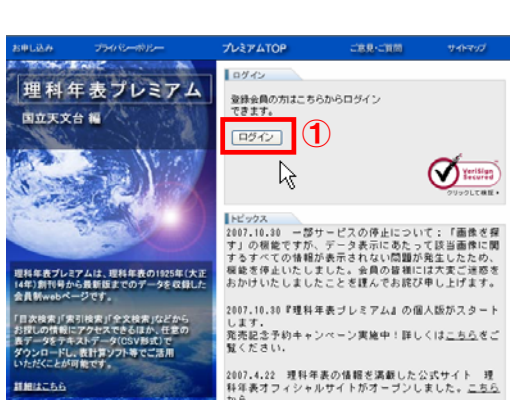 お申し込み プライバシーポリシー プレミアムTOP ご意見・ご質問 サイトマップ
理科年表プレミアム
国立天文台 編
理科年表プレミアムは、理科年表の1925年(大正
14年)創刊号から最新版までのデータを収録した
会員制webページです。
「目次検索」「索引検索」「全文検索」などから
お探しの情報にアクセスできるほか、任意の
表データをテキストデータ(CSV形式)で
ダウンロードし、表計算ソフト等でご活用
いただくことが可能です。
詳細はこちら
ログイン
登録会員の方はこちらからログイン
できます。
ログイン ①
VeriSign
Secured
クリックして検証
トピックス
2007.10.30 一部サービスの停止について:「画像を探
す」の機能ですが、データ表示にあたって該当画像に関
するすべての情報が表示されない問題が発生したため、
機能を停止いたしました。会員の皆様には大変ご迷惑を
おかけいたしましたことを謹んでお詫び申し上げます。
2007.10.30『理科年表プレミアム』の個人版がスタート
します。
発売記念予約キャンペーン実施中!詳しくはこちらをご
覧ください。
2007.4.22 理科年表の情報を満載した公式サイト 理
科年表オフィシャルサイトがオープンしました。こちら
から